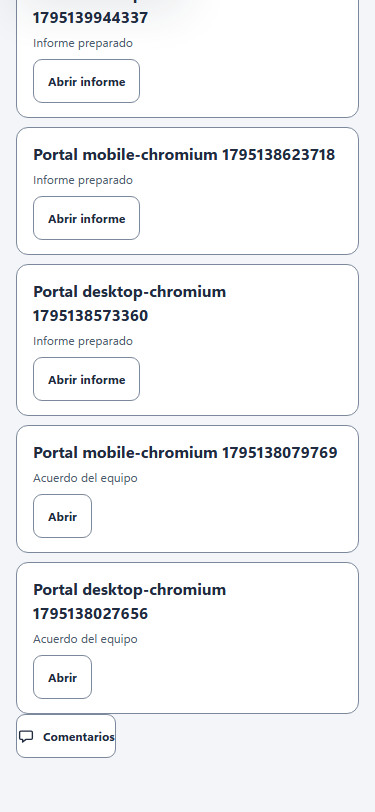 1795139944337
Informe preparado
Abrir informe
Portal mobile-chromium 1795138623718
Informe preparado
Abrir informe
Portal desktop-chromium
1795138573360
Informe preparado
Abrir informe
Portal mobile-chromium 1795138079769
Acuerdo del equipo
Abrir
Portal desktop-chromium
1795138027656
Acuerdo del equipo
Abrir
Comentarios